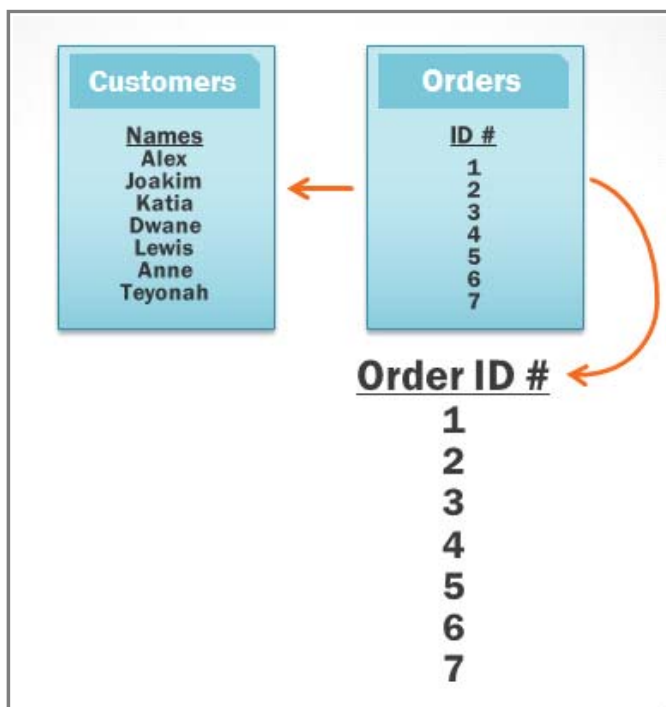 Customers
Names
Alex
Joakim
Katia
Dwane
Lewis
Anne
Teyonah
Orders
ID #
1
2
3
4
5
6
7
Order ID #
1
2
3
4
5
6
7